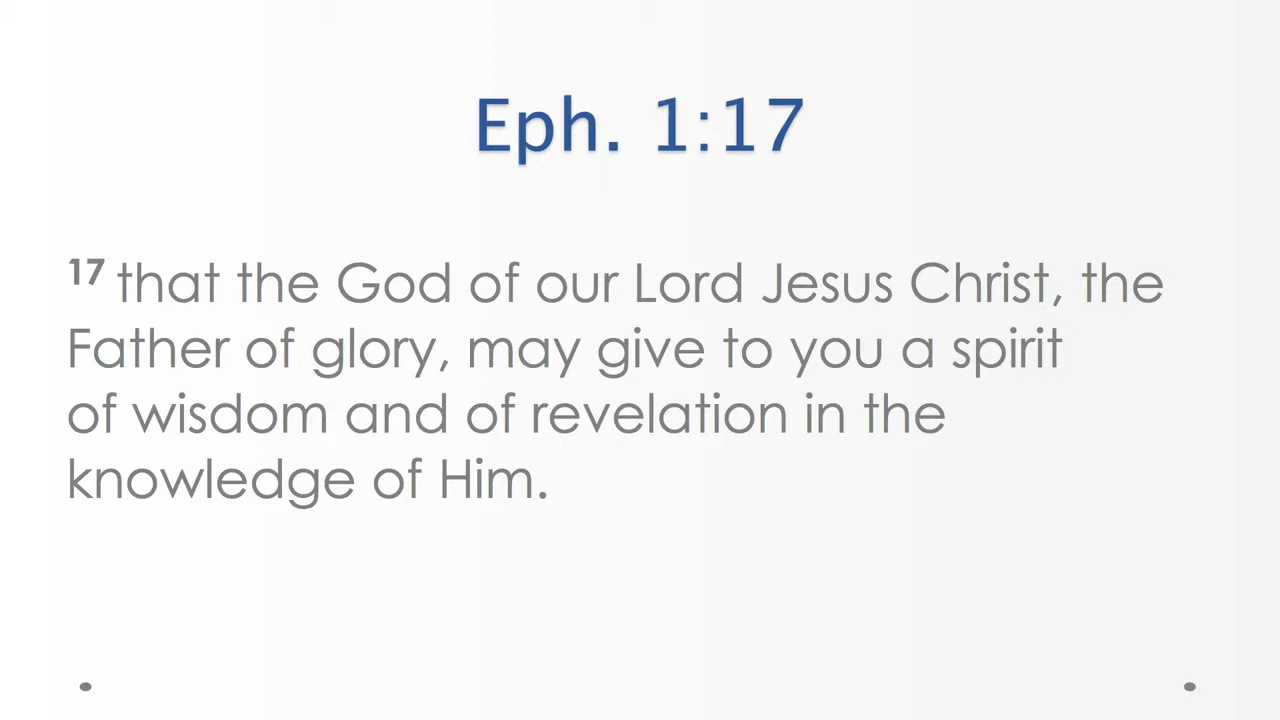 Eph. 1:17
17 that the God of our Lord Jesus Christ, the
Father of glory, may give to you a spirit
of wisdom and of revelation in the
knowledge of Him.